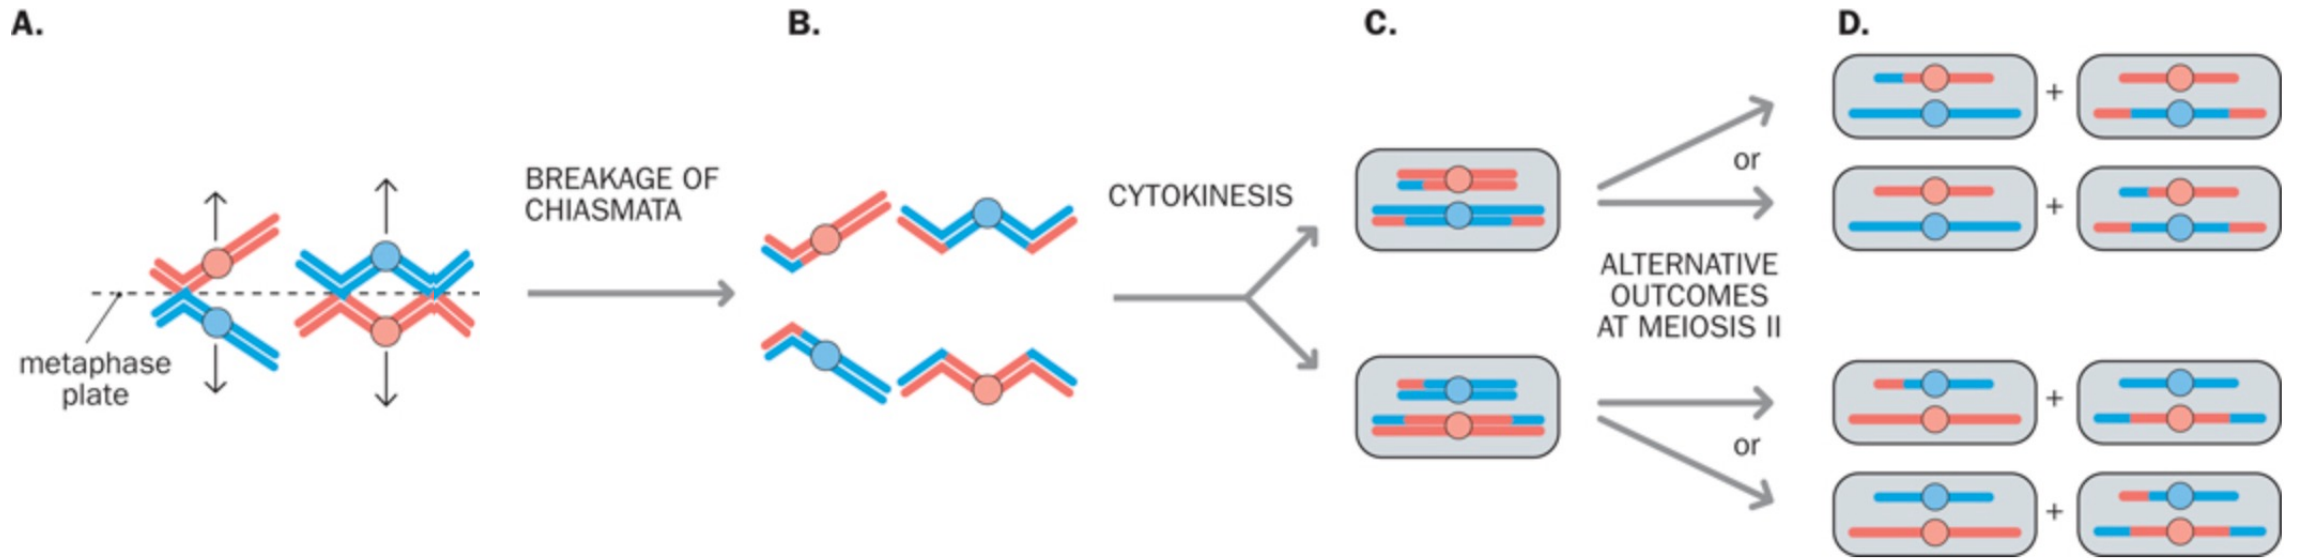 A.
B.
C.
D.
metaphase
plate
BREAKAGE OF
CHIASMATA
CYTOKINESIS
+
or
+
ALTERNATIVE
OUTCOMES
AT MEIOSIS II
+
or
+